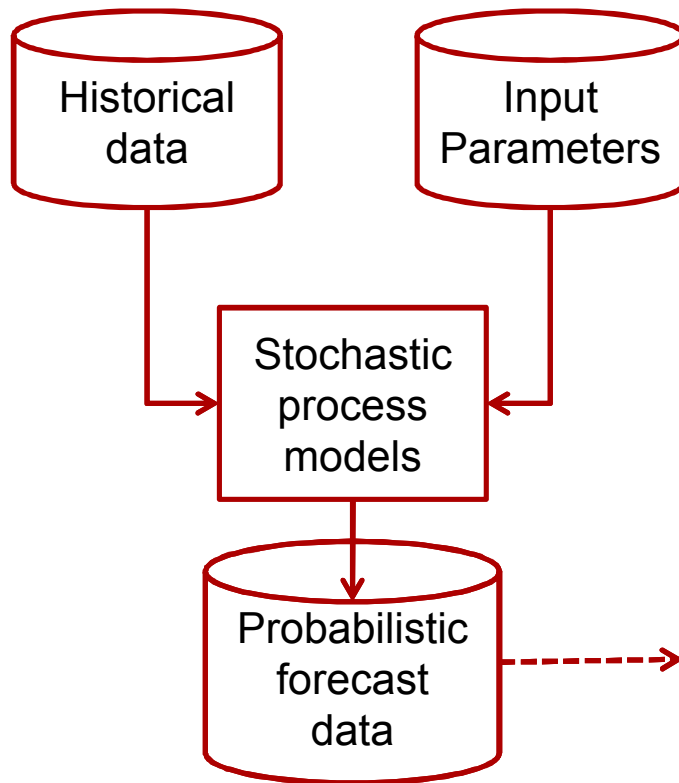 Historical
data
Input
Parameters
Stochastic
process
models
Probabilistic
forecast
data